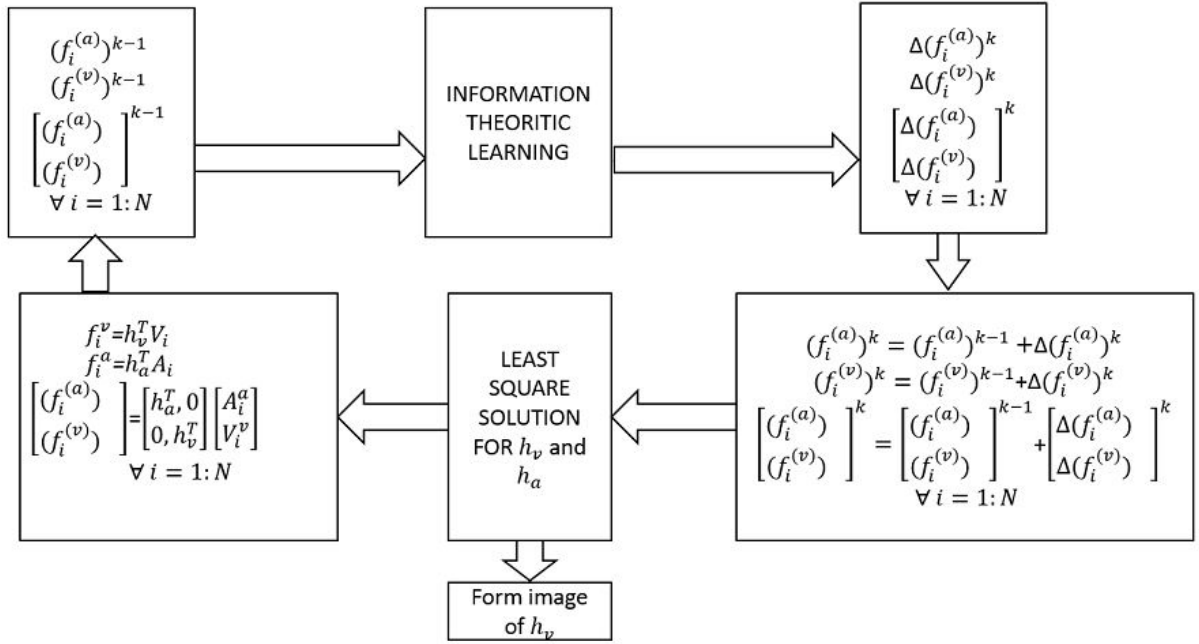 (f_i^{(a)})^{k−1}
(f_i^{(v)})^{k−1}
[(f_i^{(a)}) (f_i^{(v)})]^{k−1}
∀ i = 1: N
INFORMATION
THEORITIC
LEARNING
Δ(f_i^{(a)})^k
Δ(f_i^{(v)})^k
[Δ(f_i^{(a)}) Δ(f_i^{(v)})]^k
∀ i = 1: N
(f_i^{(a)})^k = (f_i^{(a)})^{k−1} +Δ(f_i^{(a)})^k
(f_i^{(v)})^k = (f_i^{(v)})^{k−1}+Δ(f_i^{(v)})^k
[(f_i^{(a)}) (f_i^{(v)})]^k = [(f_i^{(a)}) (f_i^{(v)})]^{k−1} +[Δ(f_i^{(a)}) Δ(f_i^{(v)})]^k
∀ i = 1: N
LEAST
SQUARE
SOLUTION
FOR h_v and
h_a
f_i^v=h_v^T V_i
f_i^a=h_a^T A_i
[(f_i^{(a)}) (f_i^{(v)})]=[h_a^T, 0 0, h_v^T][A_i^a V_i^v]
∀ i = 1: N
Form image
of h_v